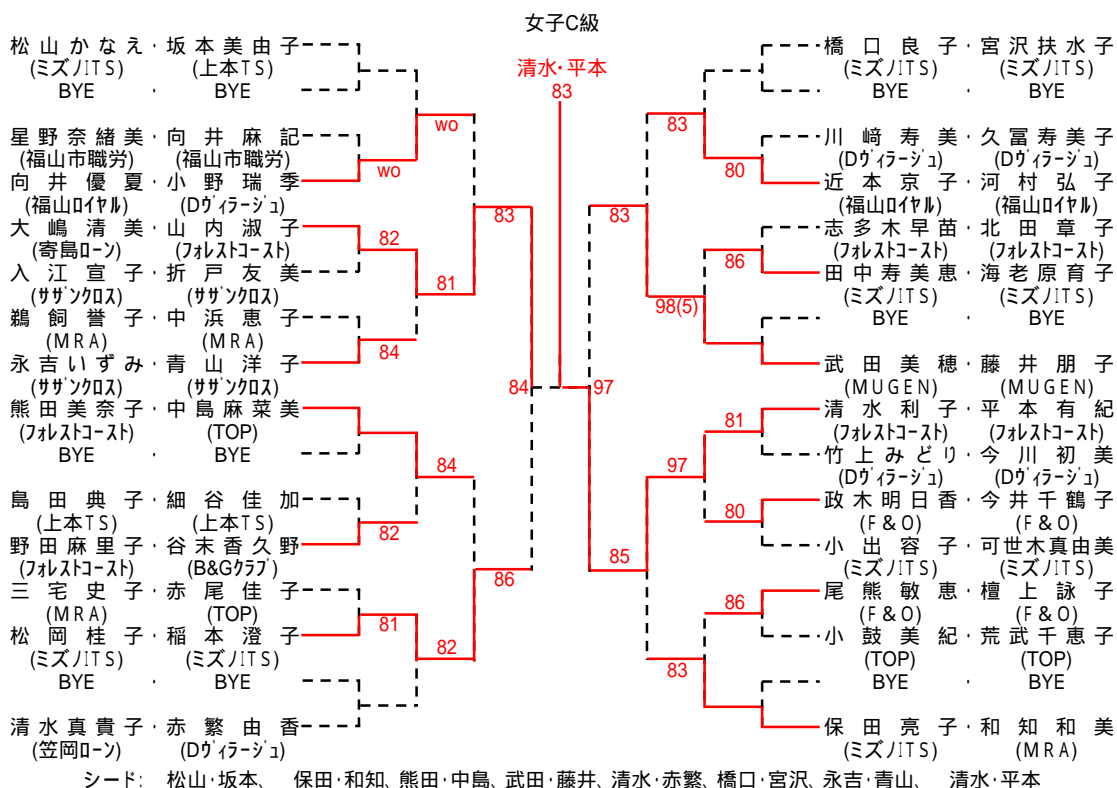 女子C級
清水･平本
83
松山かなえ・坂本美由子
(ミズノITS) (上本TS)
BYE ・ BYE
星野奈緒美・向井麻記
(福山市職労) (福山市職労)
向井優夏・小野瑞季
(福山ロイヤル) (Dヴィラージュ)
大嶋清美・山内淑子
(寄島ローン) (フォレストコースト)
入江宣子・折戸友美
(サザンクロス) (サザンクロス)
鵜飼誉子・中浜恵子
(MRA) (MRA)
永吉いずみ・青山洋子
(サザンクロス) (サザンクロス)
熊田美奈子・中島麻菜美
(フォレストコースト) (TOP)
BYE ・ BYE
島田典子・細谷佳加
(上本TS) (上本TS)
野田麻里子・谷末香久野
(フォレストコースト) (B&Gクラブ)
三宅史子・赤尾佳子
(MRA) (TOP)
松岡桂子・稲本澄子
(ミズノITS) (ミズノITS)
BYE ・ BYE
清水真貴子・赤繁由香
(笠岡ローン) (Dヴィラージュ)
wo
wo
83
82
81
84
84
84
82
86
81
82
橋口良子・宮沢扶水子
(ミズノITS) (ミズノITS)
BYE ・ BYE
川﨑寿美・久冨寿美子
(Dヴィラージュ) (Dヴィラージュ)
近本京子・河村弘子
(福山ロイヤル) (福山ロイヤル)
志多木早苗・北田章子
(フォレストコースト) (フォレストコースト)
田中寿美恵・海老原育子
(ミズノITS) (ミズノITS)
BYE ・ BYE
武田美穂・藤井朋子
(MUGEN) (MUGEN)
清水利子・平本有紀
(フォレストコースト) (フォレストコースト)
竹上みどり・今川初美
(Dヴィラージュ) (Dヴィラージュ)
政木明日香・今井千鶴子
(F&O) (F&O)
小出容子・可世木真由美
(ミズノITS) (ミズノITS)
尾熊敏恵・檀上詠子
(F&O) (F&O)
小鼓美紀・荒武千恵子
(TOP) (TOP)
BYE ・ BYE
保田亮子・和知和美
(ミズノITS) (MRA)
83
80
83
86
98(5)
97
81
97
80
85
86
83
シード: 松山･坂本、 保田･和知、熊田･中島、武田･藤井、清水･赤繁、橋口･宮沢、永吉･青山、 清水･平本